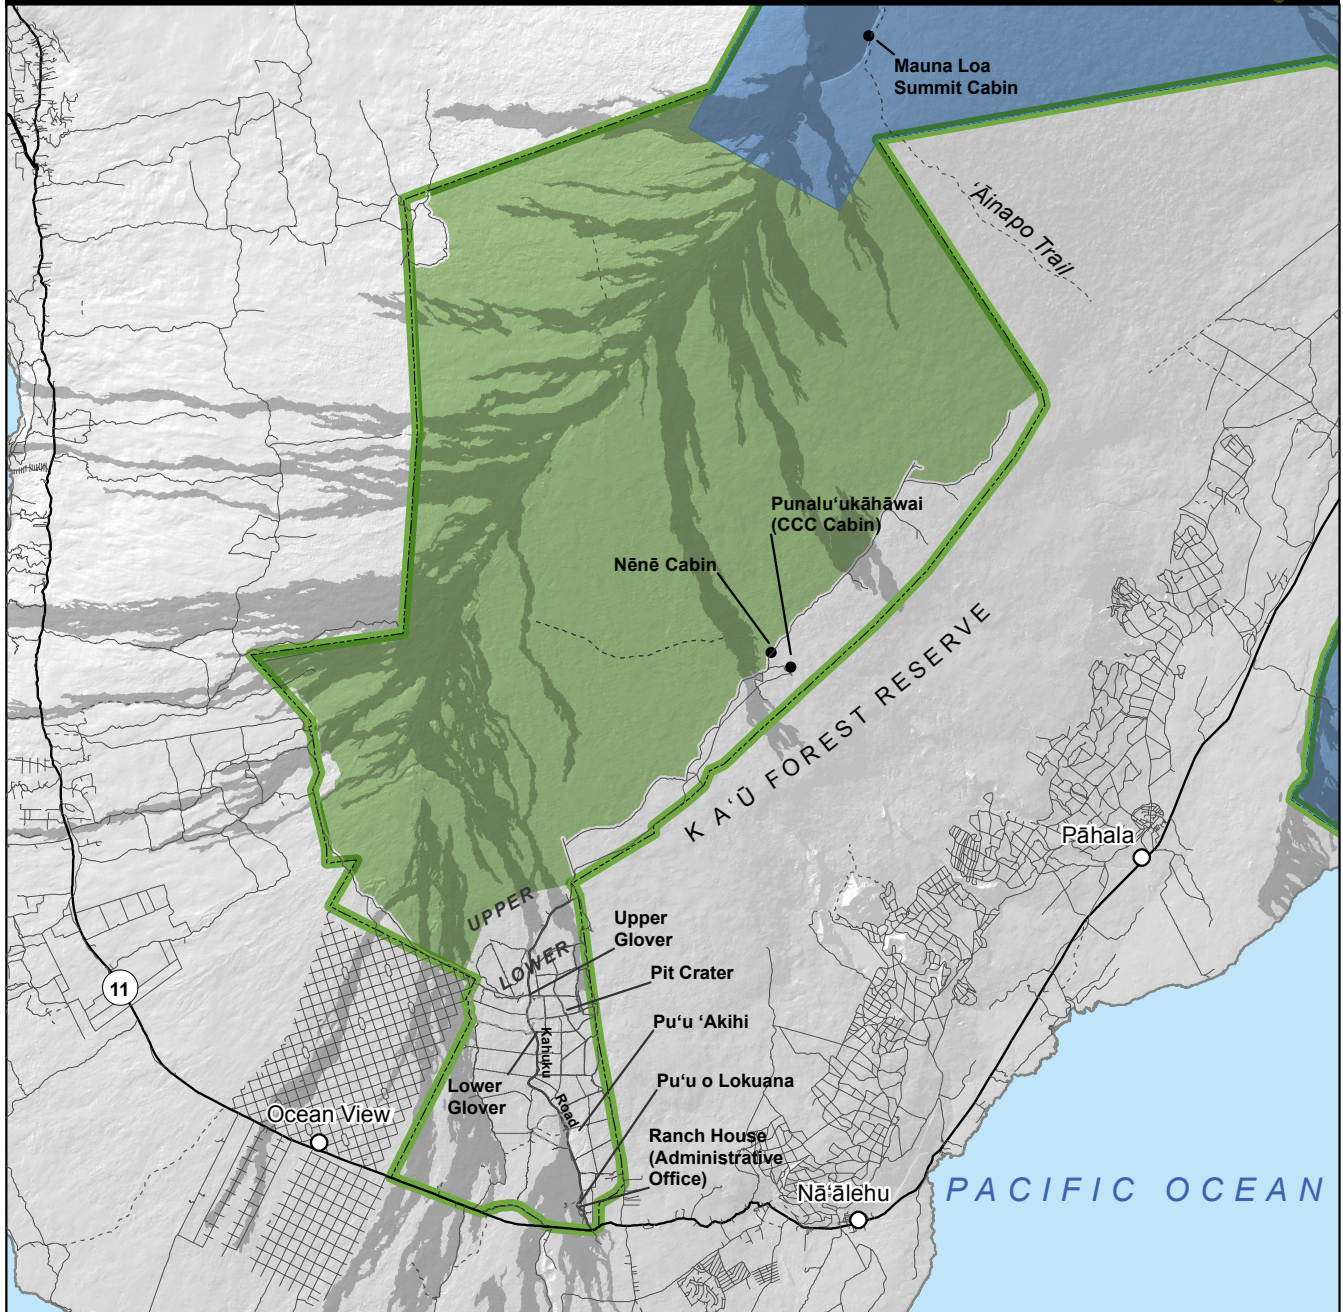 Mauna Loa
Summit Cabin
ʻĀinapo Trail
Punaluʻukāhāwai
(CCC Cabin)
Nēnē Cabin
KAʻŪ FOREST RESERVE
Pāhala
UPPER
LOWER
Upper
Glover
Pit Crater
11
Puʻu ʻAkihi
Kahuku
Road
Lower
Glover
Puʻu o Lokuana
Ocean View
Ranch House
(Administrative
Office)
Nāʻālehu
PACIFIC OCEAN